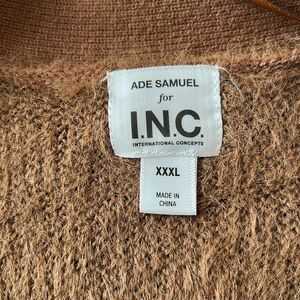 ADE SAMUEL
for
I.N.C.
INTERNATIONAL CONCEPTS
XXXL
MADE IN
CHINA